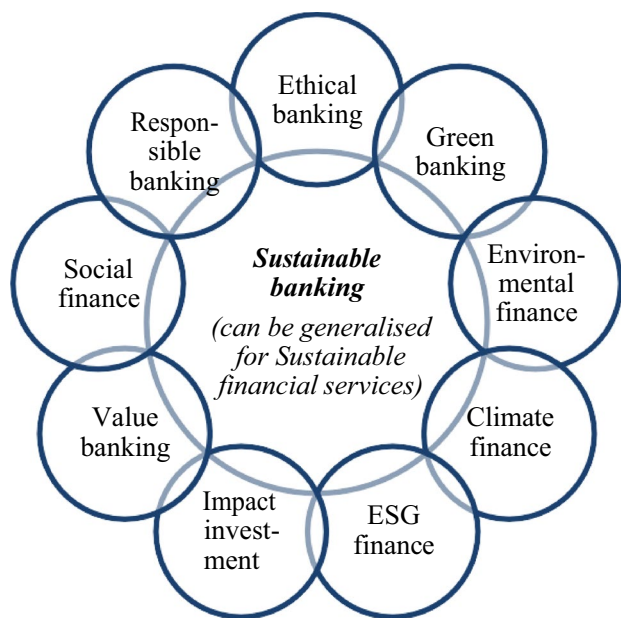 Ethical
banking
Green
banking
Environ-
mental
finance
Climate
finance
ESG
finance
Impact
invest-
ment
Value
banking
Social
finance
Respon-
sible
banking
Sustainable
banking
(can be generalised
for Sustainable
financial services)